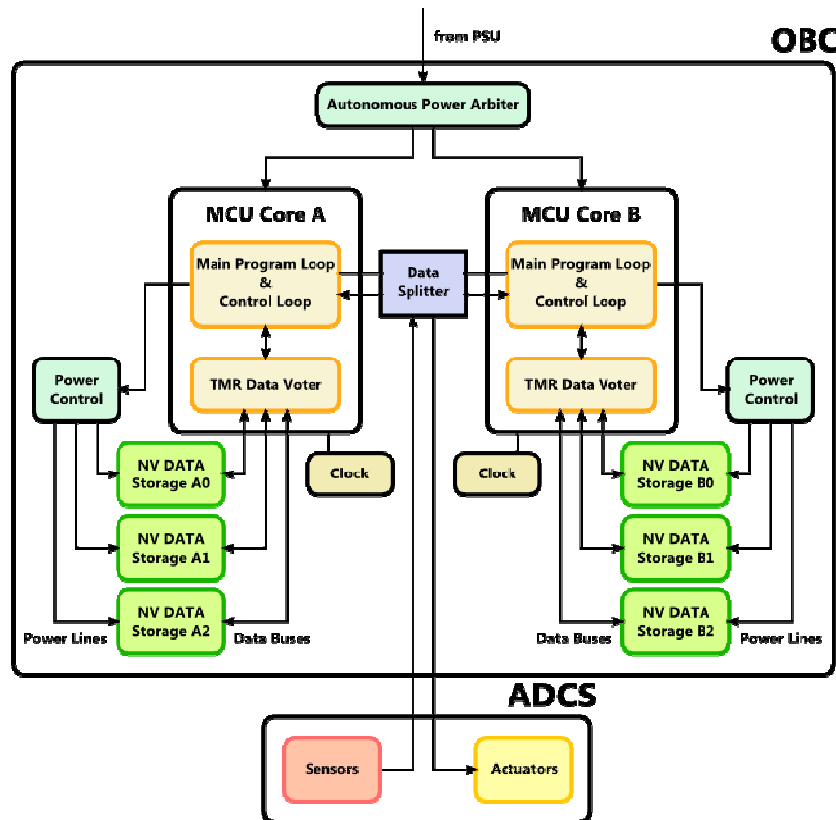 from PSU
OBC
Autonomous Power Arbiter
MCU Core A
MCU Core B
Main Program Loop
&
Control Loop
Data
Splitter
Main Program Loop
&
Control Loop
TMR Data Voter
TMR Data Voter
Power
Control
Power
Control
NV DATA
Storage A0
Clock
Clock
NV DATA
Storage B0
NV DATA
Storage A1
NV DATA
Storage B1
NV DATA
Storage A2
NV DATA
Storage B2
Power Lines
Data Buses
Data Buses
Power Lines
ADCS
Sensors
Actuators